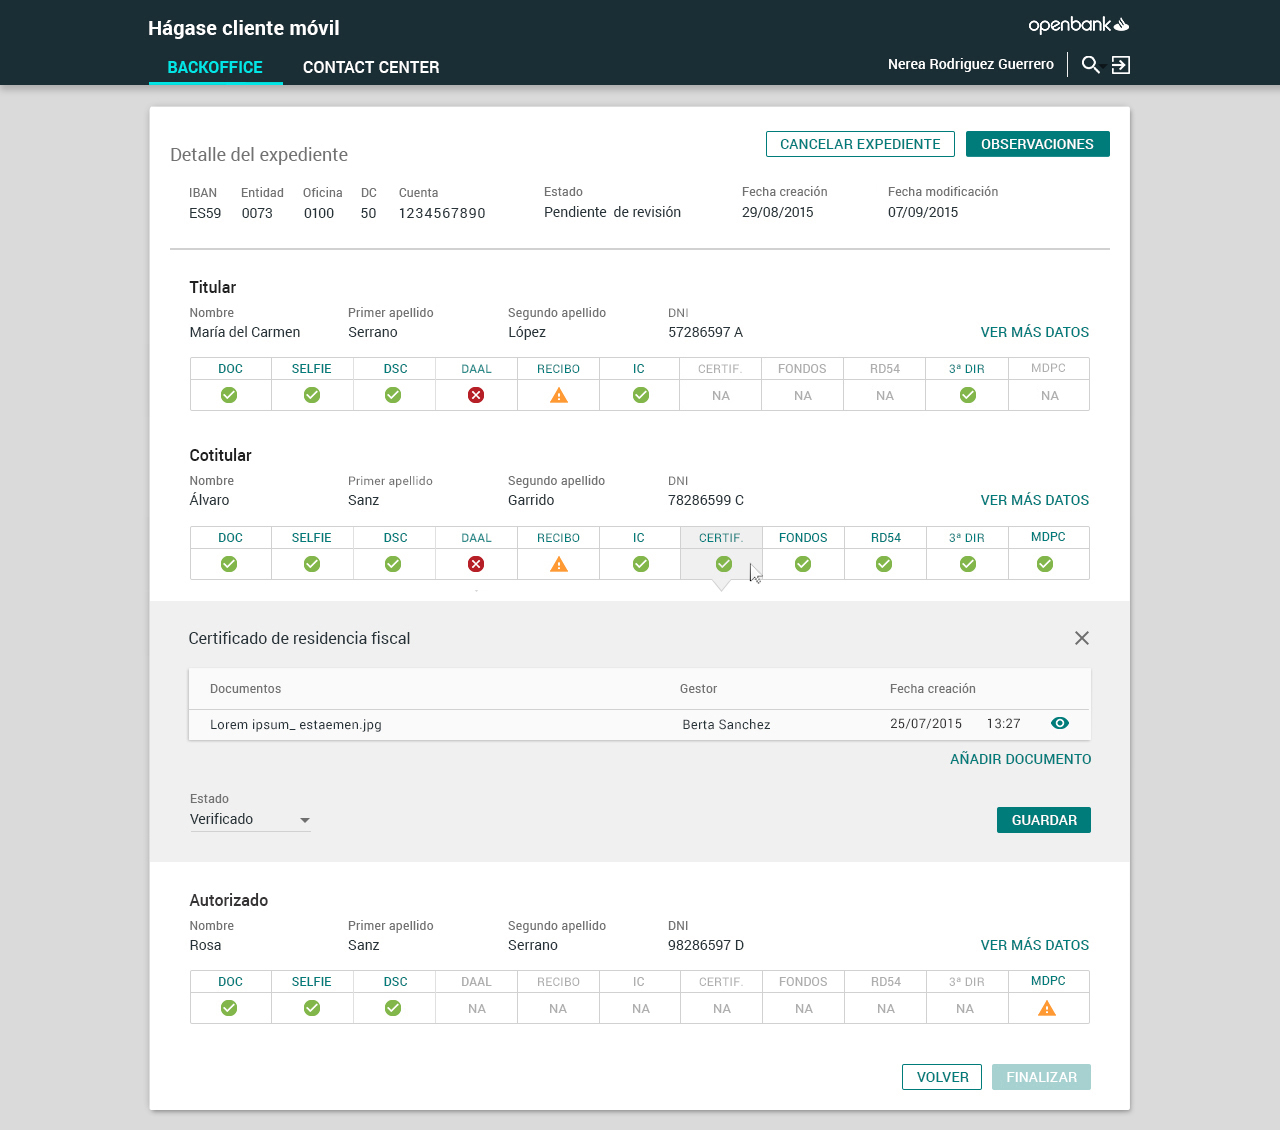 Hágase cliente móvil
openbank
BACKOFFICE CONTACT CENTER
Nerea Rodriguez Guerrero
CANCELAR EXPEDIENTE OBSERVACIONES
Detalle del expediente
IBAN Entidad Oficina DC Cuenta Estado Fecha creación Fecha modificación
ES59 0073 0100 50 1234567890 Pendiente de revisión 29/08/2015 07/09/2015
Titular
Nombre Primer apellido Segundo apellido DNI
María del Carmen Serrano López 57286597 A VER MÁS DATOS
DOC SELFIE DSC DAAL RECIBO IC CERTIF. FONDOS RD54 3ª DIR MDPC
NA NA NA NA
Cotitular
Nombre Primer apellido Segundo apellido DNI
Álvaro Sanz Garrido 78286599 C VER MÁS DATOS
DOC SELFIE DSC DAAL RECIBO IC CERTIF. FONDOS RD54 3ª DIR MDPC
Certificado de residencia fiscal
Documentos Gestor Fecha creación
Lorem ipsum_ estaemen.jpg Berta Sanchez 25/07/2015 13:27
AÑADIR DOCUMENTO
Estado
Verificado
GUARDAR
Autorizado
Nombre Primer apellido Segundo apellido DNI
Rosa Sanz Serrano 98286597 D VER MÁS DATOS
DOC SELFIE DSC DAAL RECIBO IC CERTIF. FONDOS RD54 3ª DIR MDPC
NA NA NA NA NA NA NA
VOLVER FINALIZAR